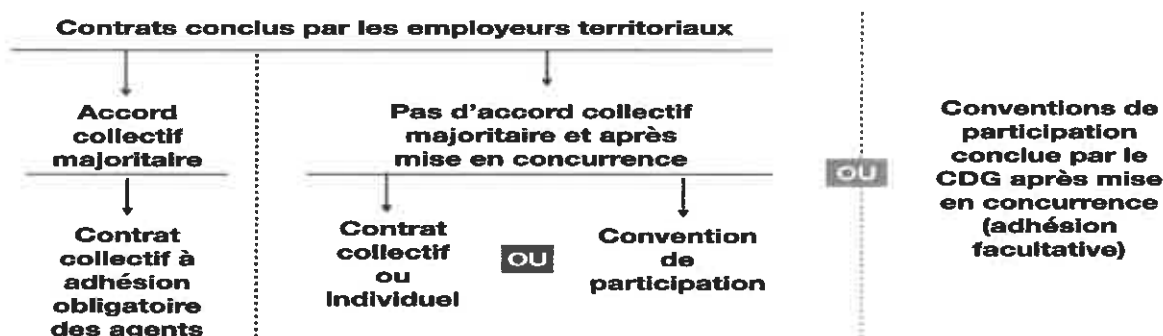 Contrats conclus par les employeurs territoriaux
Accord
collectif
majoritaire
Contrat
collectif à
adhésion
obligatoire
des agents
Pas d'accord collectif
majoritaire et après
mise en concurrence
Contrat
collectif
ou
Individuel
OU
Convention
de
participation
OU
Conventions de
participation
conclue par le
CDG après mise
en concurrence
(adhésion
facultative)